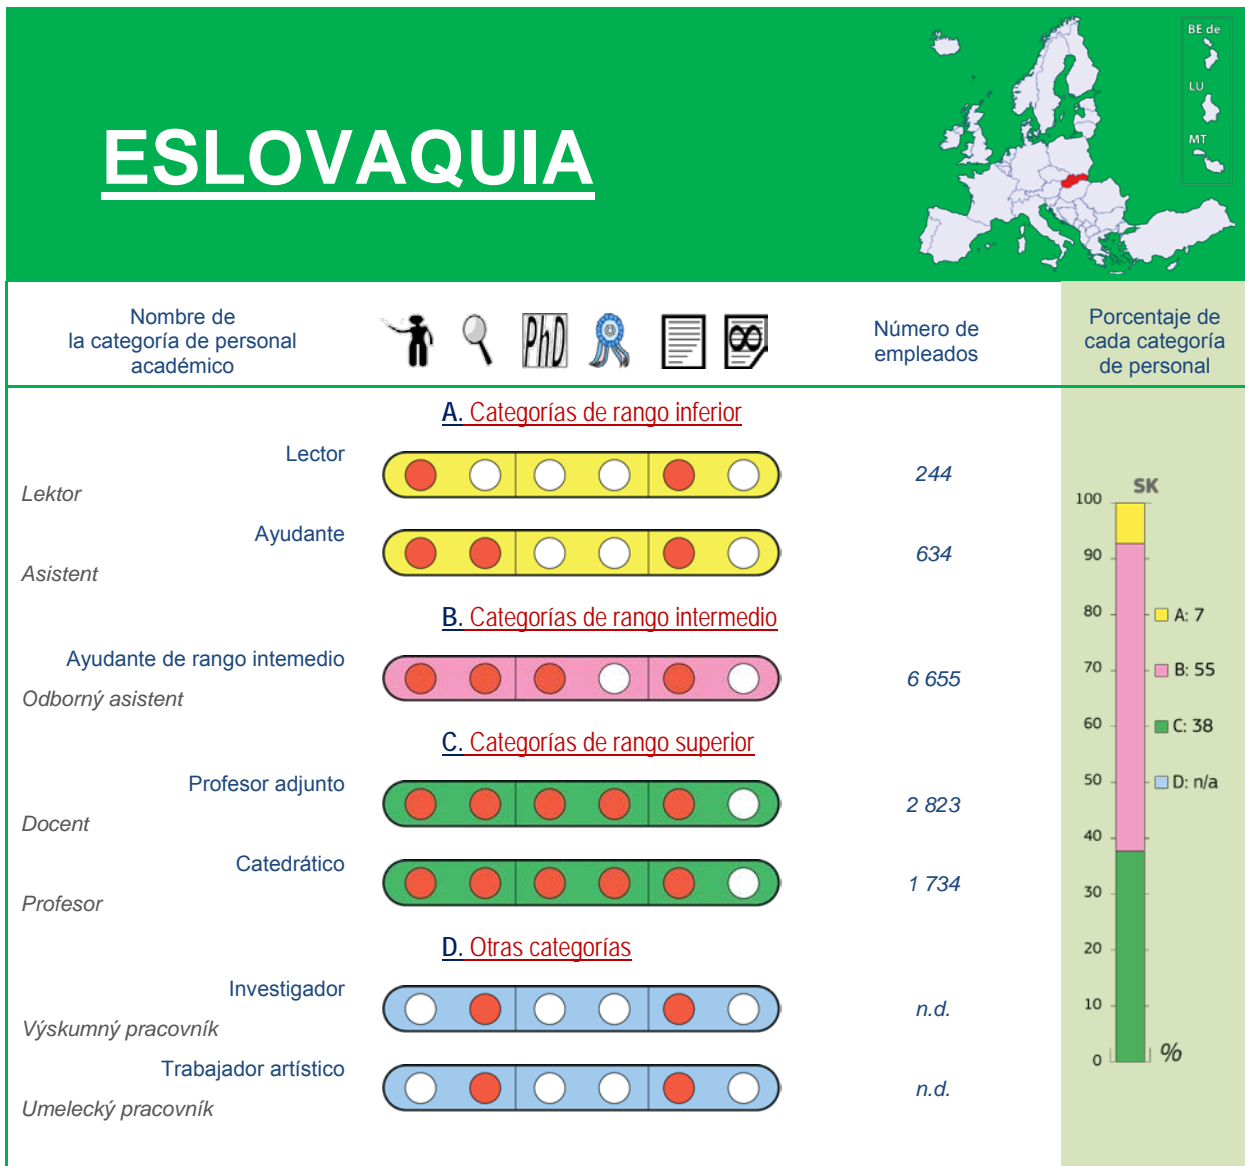 ESLOVAQUIA
BE de
LU
MT
Nombre de
la categoría de personal
académico
PhD
Número de
empleados
Porcentaje de
cada categoría
de personal
A. Categorías de rango inferior
Lector
Lektor
244
Ayudante
Asistent
634
B. Categorías de rango intermedio
Ayudante de rango intemedio
Odborný asistent
6 655
C. Categorías de rango superior
Profesor adjunto
Docent
2 823
Catedrático
Profesor
1 734
D. Otras categorías
Investigador
Výskumný pracovník
n.d.
Trabajador artístico
Umelecký pracovník
n.d.
SK
100
90
80
70
60
50
40
30
20
10
0
%
A: 7
B: 55
C: 38
D: n/a